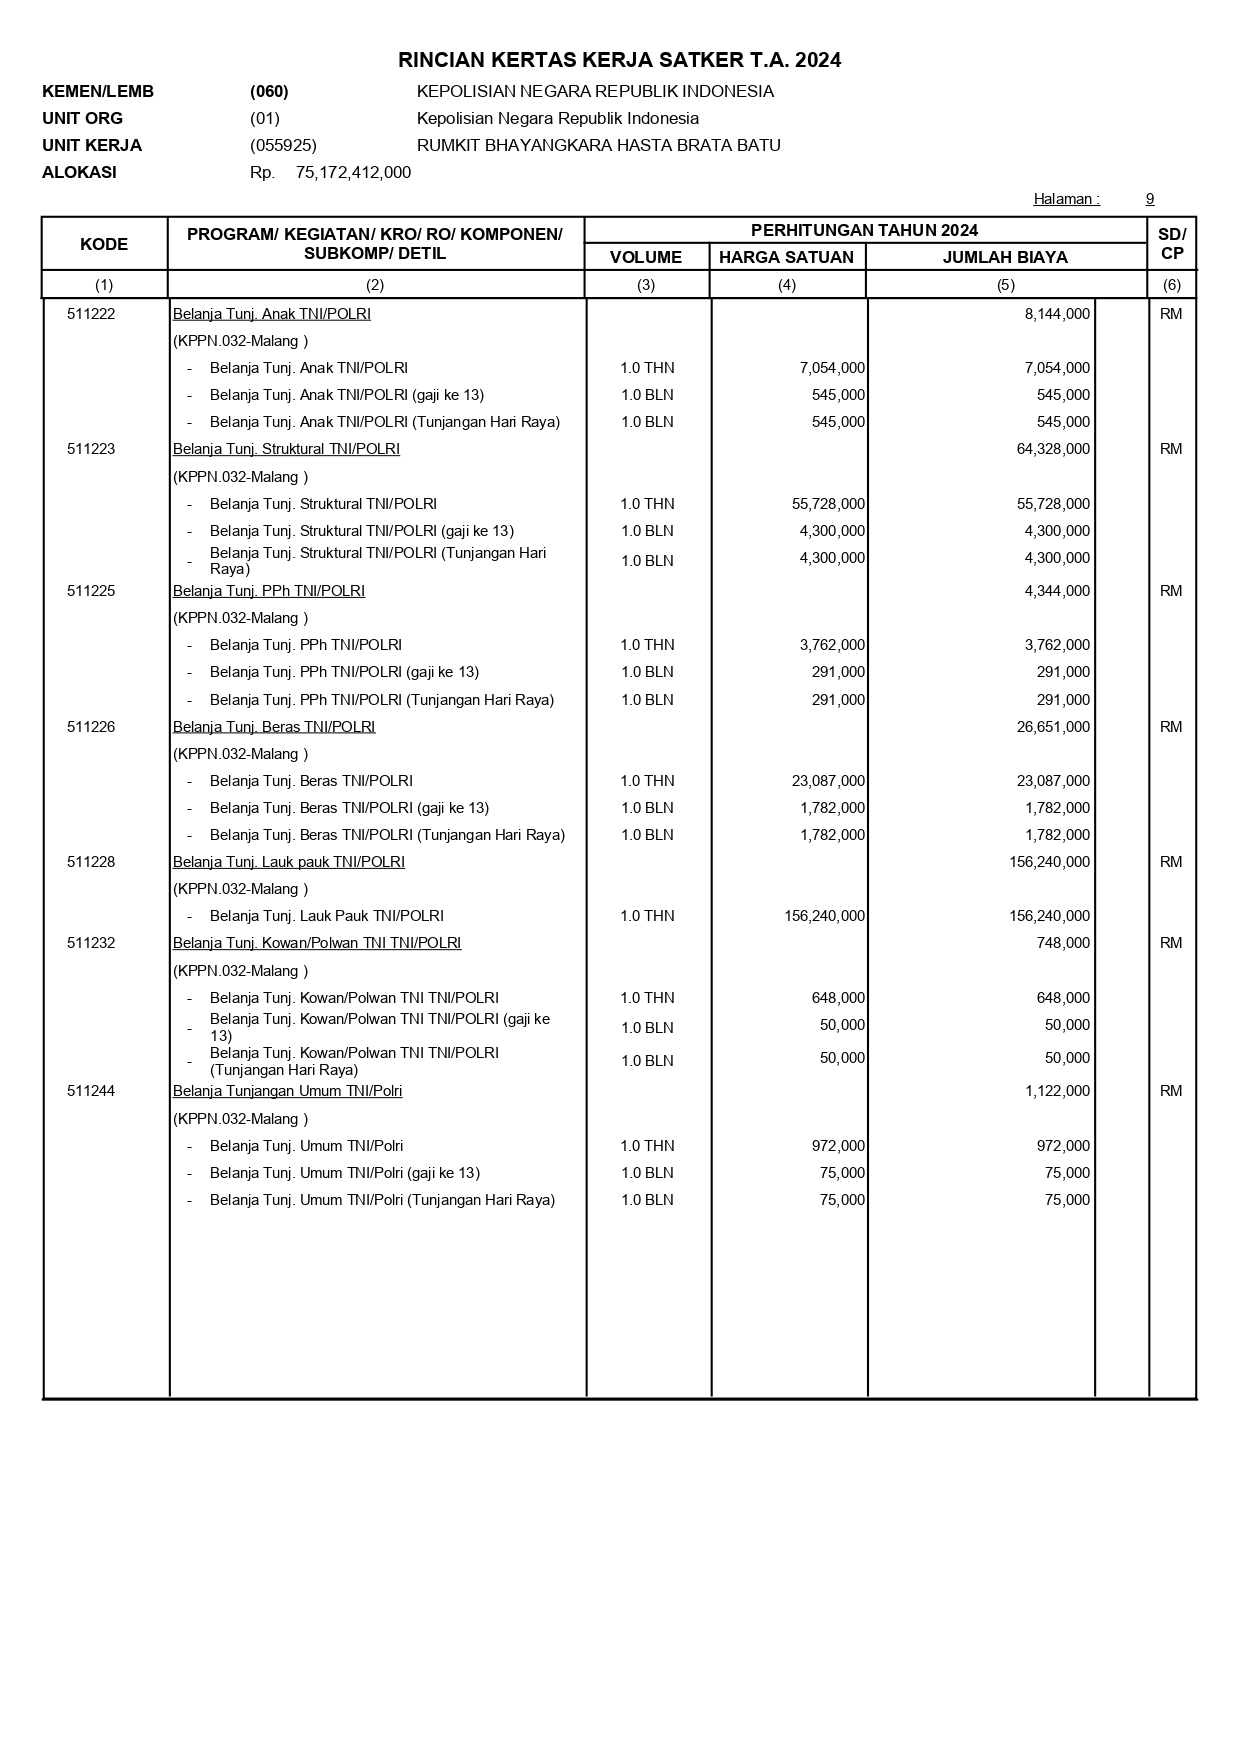 RINCIAN KERTAS KERJA SATKER T.A. 2024
KEMEN/LEMB (060) KEPOLISIAN NEGARA REPUBLIK INDONESIA
UNIT ORG (01) Kepolisian Negara Republik Indonesia
UNIT KERJA (055925) RUMKIT BHAYANGKARA HASTA BRATA BATU
ALOKASI Rp. 75,172,412,000
Halaman : 9
KODE PROGRAM/ KEGIATAN/ KRO/ RO/ KOMPONEN/ SUBKOMP/ DETIL PERHITUNGAN TAHUN 2024 SD/ CP
VOLUME HARGA SATUAN JUMLAH BIAYA
(1) (2) (3) (4) (5) (6)
511222 Belanja Tunj. Anak TNI/POLRI 8,144,000 RM
(KPPN.032-Malang )
- Belanja Tunj. Anak TNI/POLRI 1.0 THN 7,054,000 7,054,000
- Belanja Tunj. Anak TNI/POLRI (gaji ke 13) 1.0 BLN 545,000 545,000
- Belanja Tunj. Anak TNI/POLRI (Tunjangan Hari Raya) 1.0 BLN 545,000 545,000
511223 Belanja Tunj. Struktural TNI/POLRI 64,328,000 RM
(KPPN.032-Malang )
- Belanja Tunj. Struktural TNI/POLRI 1.0 THN 55,728,000 55,728,000
- Belanja Tunj. Struktural TNI/POLRI (gaji ke 13) 1.0 BLN 4,300,000 4,300,000
- Belanja Tunj. Struktural TNI/POLRI (Tunjangan Hari
Raya) 1.0 BLN 4,300,000 4,300,000
511225 Belanja Tunj. PPh TNI/POLRI 4,344,000 RM
(KPPN.032-Malang )
- Belanja Tunj. PPh TNI/POLRI 1.0 THN 3,762,000 3,762,000
- Belanja Tunj. PPh TNI/POLRI (gaji ke 13) 1.0 BLN 291,000 291,000
- Belanja Tunj. PPh TNI/POLRI (Tunjangan Hari Raya) 1.0 BLN 291,000 291,000
511226 Belanja Tunj. Beras TNI/POLRI 26,651,000 RM
(KPPN.032-Malang )
- Belanja Tunj. Beras TNI/POLRI 1.0 THN 23,087,000 23,087,000
- Belanja Tunj. Beras TNI/POLRI (gaji ke 13) 1.0 BLN 1,782,000 1,782,000
- Belanja Tunj. Beras TNI/POLRI (Tunjangan Hari Raya) 1.0 BLN 1,782,000 1,782,000
511228 Belanja Tunj. Lauk pauk TNI/POLRI 156,240,000 RM
(KPPN.032-Malang )
- Belanja Tunj. Lauk Pauk TNI/POLRI 1.0 THN 156,240,000 156,240,000
511232 Belanja Tunj. Kowan/Polwan TNI TNI/POLRI 748,000 RM
(KPPN.032-Malang )
- Belanja Tunj. Kowan/Polwan TNI TNI/POLRI 1.0 THN 648,000 648,000
- Belanja Tunj. Kowan/Polwan TNI TNI/POLRI (gaji ke
13) 1.0 BLN 50,000 50,000
- Belanja Tunj. Kowan/Polwan TNI TNI/POLRI
(Tunjangan Hari Raya) 1.0 BLN 50,000 50,000
511244 Belanja Tunjangan Umum TNI/Polri 1,122,000 RM
(KPPN.032-Malang )
- Belanja Tunj. Umum TNI/Polri 1.0 THN 972,000 972,000
- Belanja Tunj. Umum TNI/Polri (gaji ke 13) 1.0 BLN 75,000 75,000
- Belanja Tunj. Umum TNI/Polri (Tunjangan Hari Raya) 1.0 BLN 75,000 75,000